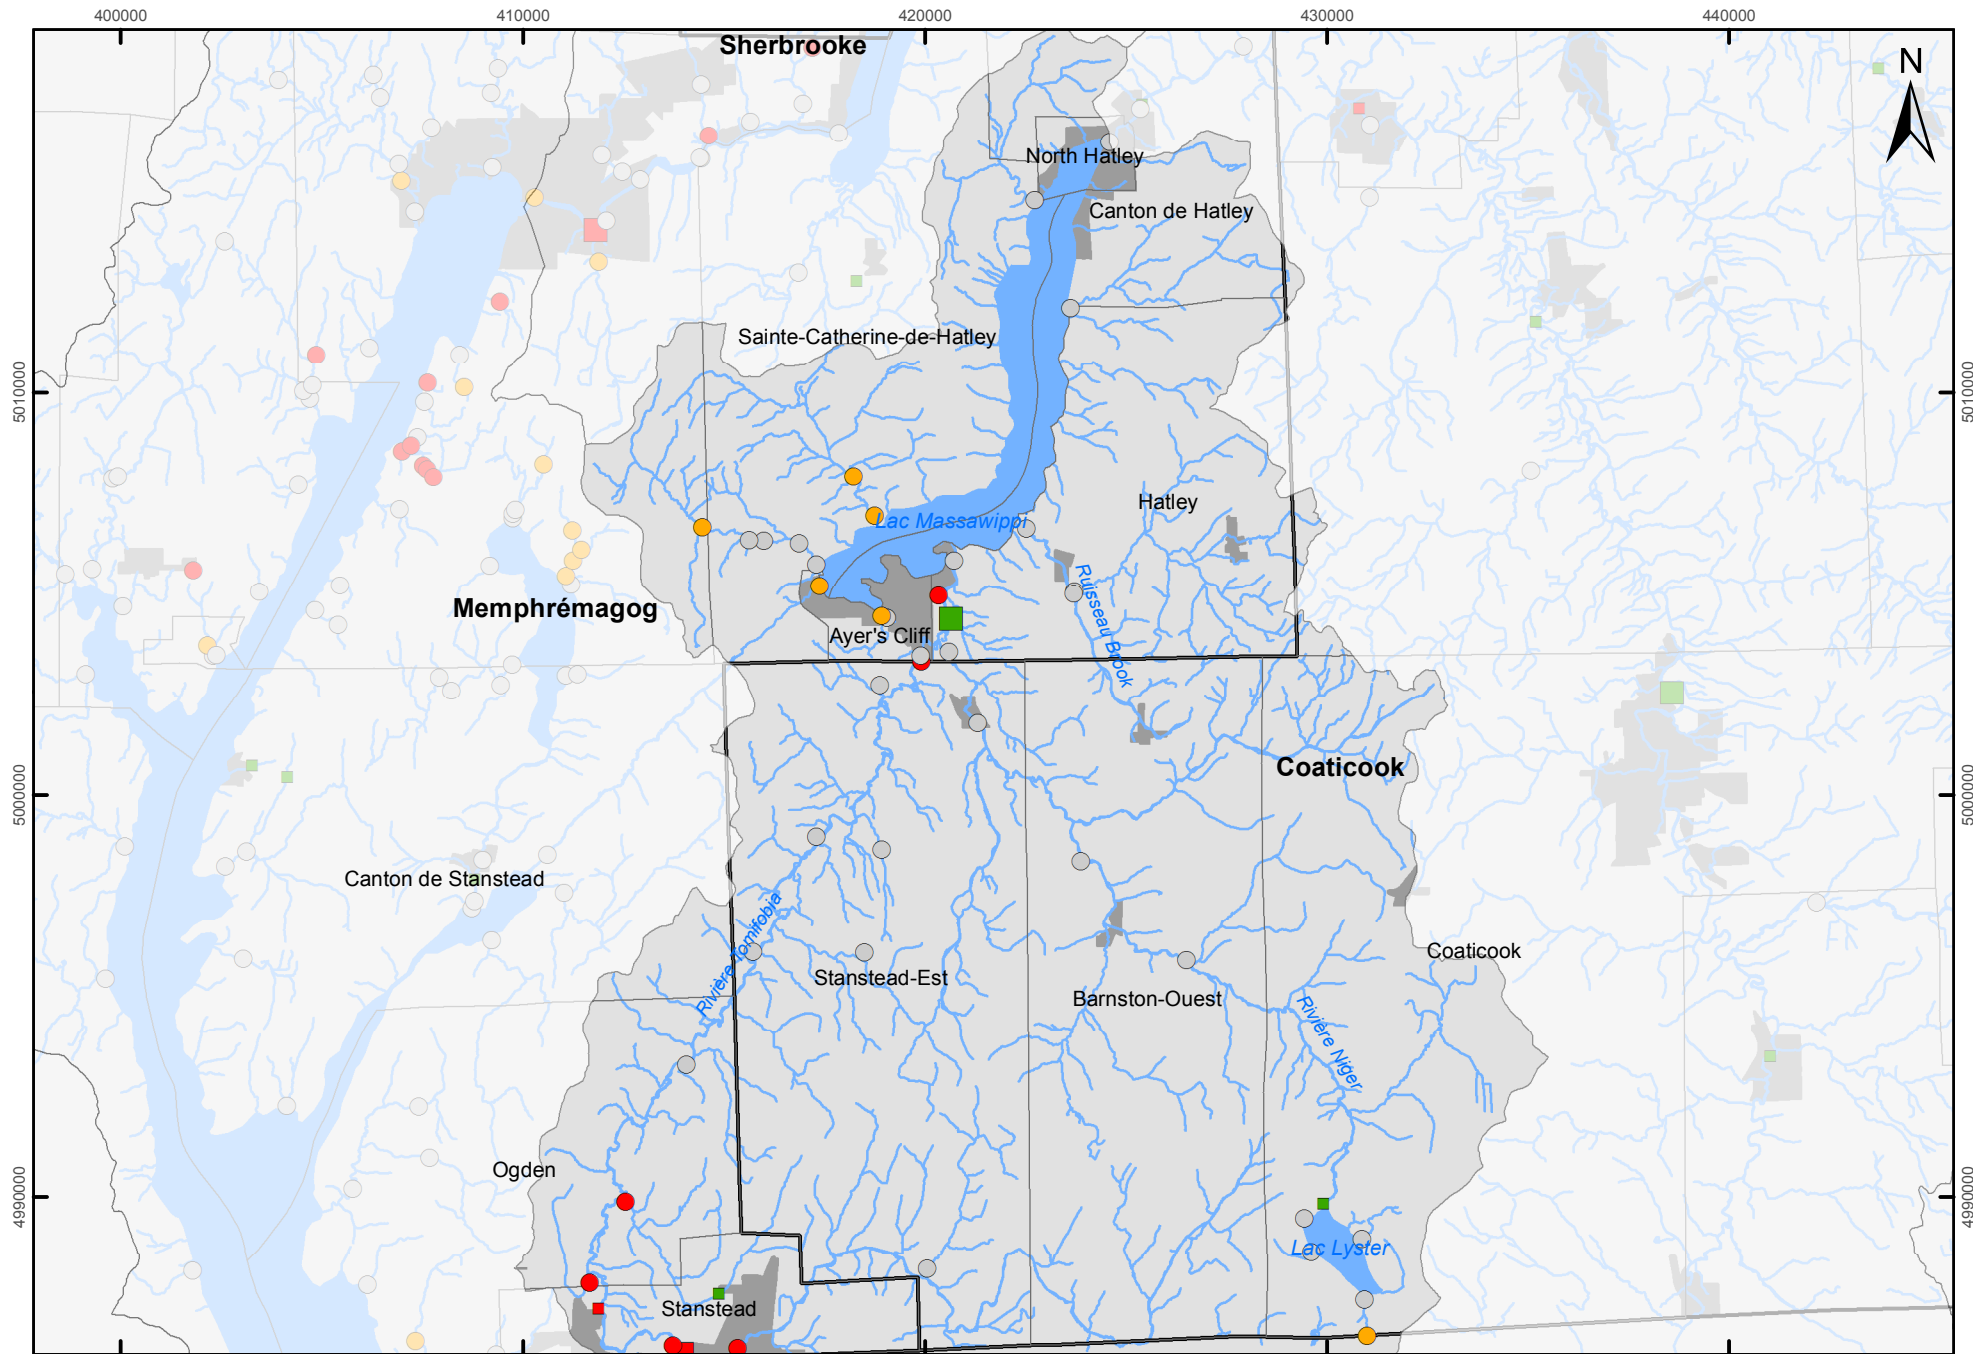 400000
410000
420000
430000
440000
Sherbrooke
N
North Hatley
Canton de Hatley
Sainte-Catherine-de-Hatley
5010000
5010000
Hatley
Lac Massawippi
Ruisseau Brook
Memphrémagog
Ayer's Cliff
Coaticook
5000000
5000000
Canton de Stanstead
Rivière Tomifobia
Coaticook
Stanstead-Est
Barnston-Ouest
Rivière Niger
Ogden
4990000
4990000
Lac Lyster
Stanstead